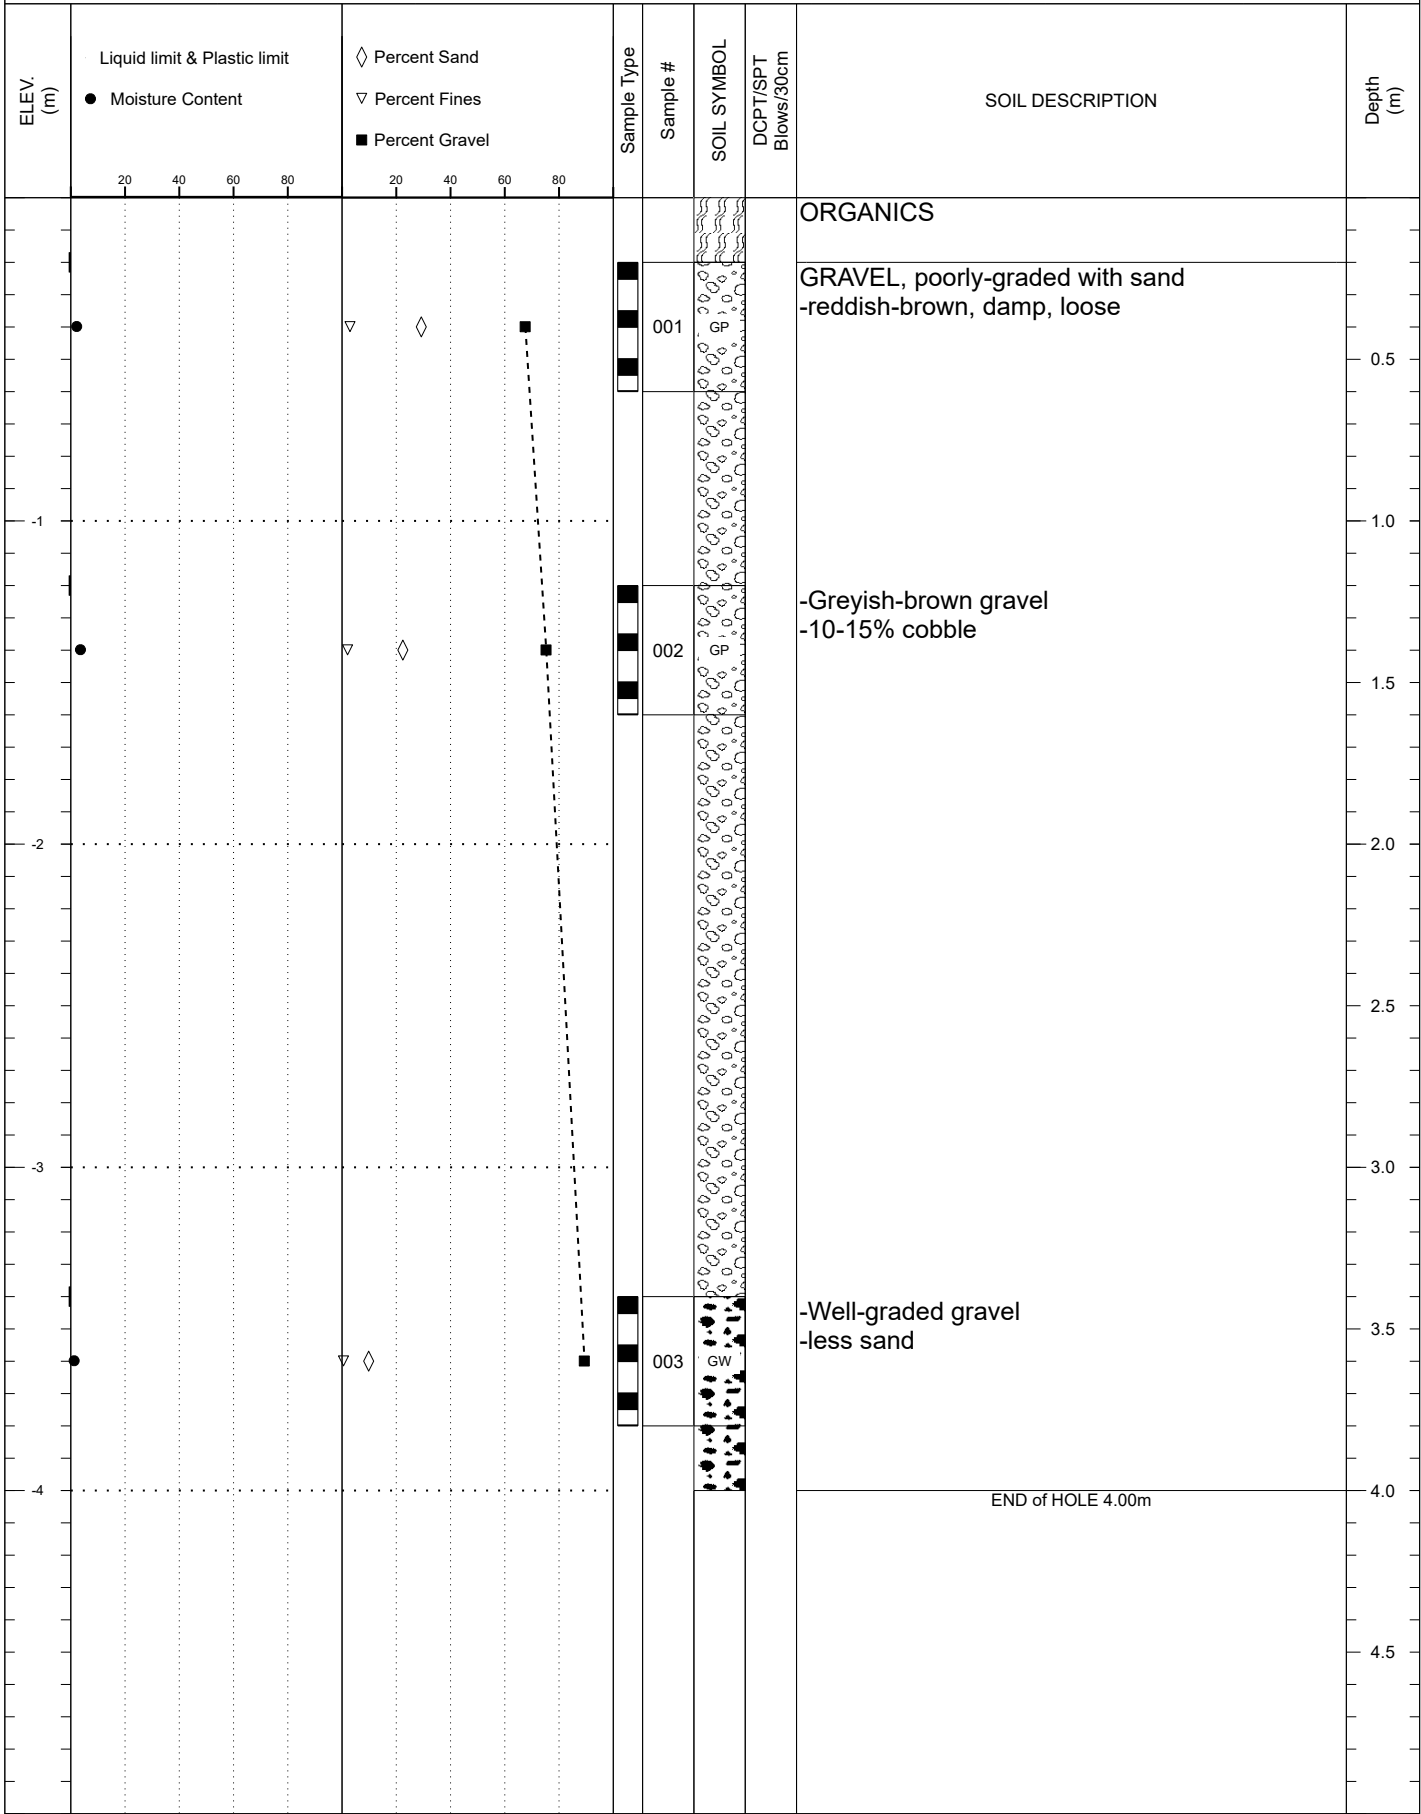 ELEV.
(m)
Liquid limit & Plastic limit
Moisture Content
Percent Sand
Percent Fines
Percent Gravel
Sample Type
Sample #
SOIL SYMBOL
DCPT/SPT
Blows/30cm
SOIL DESCRIPTION
Depth
(m)
20 40 60 80 20 40 60 80
ORGANICS
GRAVEL, poorly-graded with sand
-reddish-brown, damp, loose
001 GP
0.5
-1 1.0
-Greyish-brown gravel
-10-15% cobble
002 GP
1.5
-2 2.0
2.5
-3 3.0
-Well-graded gravel
-less sand
3.5
003 GW
-4 4.0
END of HOLE 4.00m
4.5